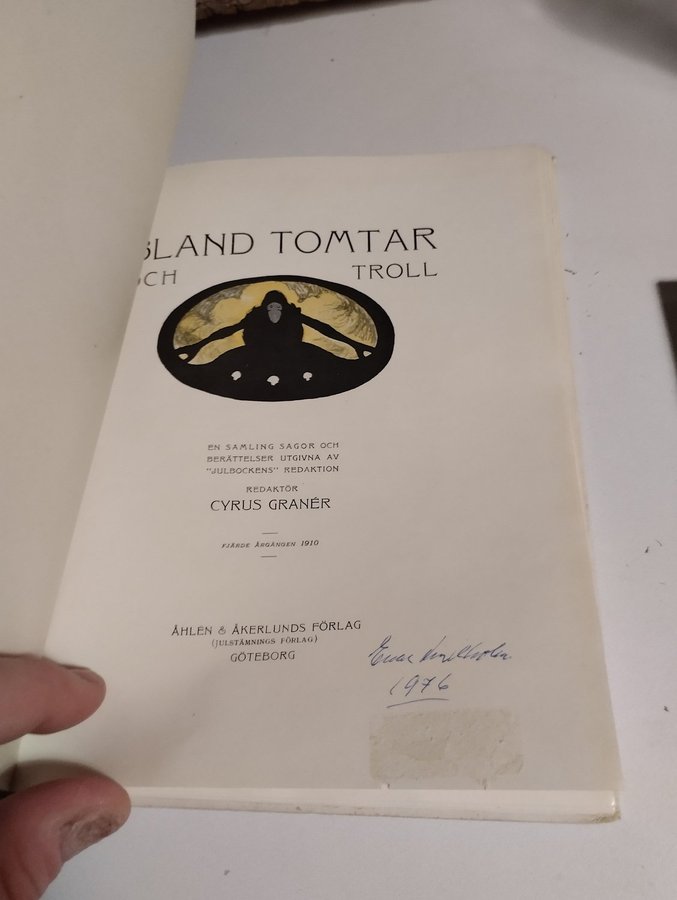 BLAND TOMTAR
OCH TROLL
EN SAMLING SAGOR OCH
BERÄTTELSER UTGIVNA AV
"JULBOCKENS" REDAKTION
REDAKTÖR
CYRUS GRANÉR
FJÄRDE ÅRGÅNGEN 1910
ÅHLEN & ÅKERLUNDS FÖRLAG
(JULSTÄMNINGS FÖRLAG)
GÖTEBORG
1976